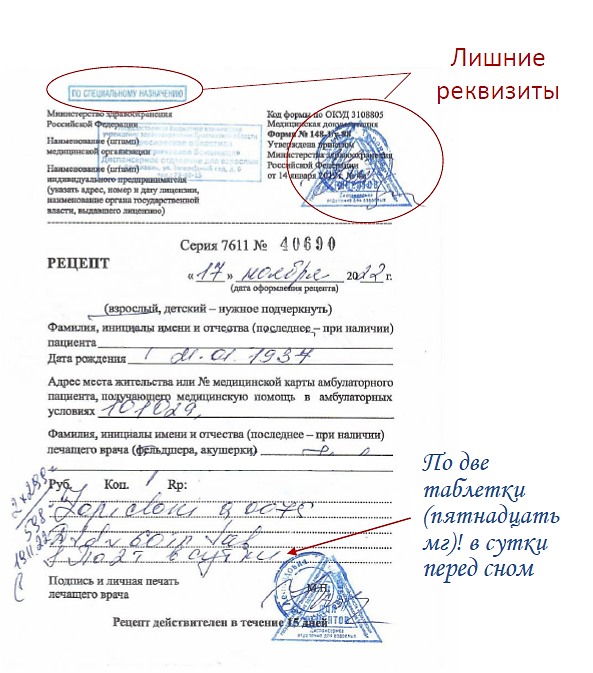 Лишние
реквизиты
ПО СПЕЦИАЛЬНОМУ НАЗНАЧЕНИЮ
Министерство здравоохранения
Российской Федерации
Наименование (штамп)
медицинской организации
Наименование (штамп)
индивидуального предпринимателя
(указать адрес, номер и дату лицензии,
наименование органа государственной
власти, выдавшего лицензию)
Код формы по ОКУД 3108805
Медицинская документация
Форма № 148-1/у-88
Утверждена приказом
Министерства здравоохранения
Российской Федерации
от 14 января 2019 г. №
Серия 7611 № 40690
РЕЦЕПТ
«17» ноября 2022 г.
(дата оформления рецепта)
(взрослый, детский – нужное подчеркнуть)
Фамилия, инициалы имени и отчества (последнее – при наличии)
пациента
Дата рождения 21.01.1937
Адрес места жительства или № медицинской карты амбулаторного
пациента, получающего медицинскую помощь в амбулаторных
условиях 101029,
Фамилия, инициалы имени и отчества (последнее – при наличии)
лечащего врача (фельдшера, акушерки)
Руб. Коп. Rp:
0,0075
в сутки
По две
таблетки
(пятнадцать
мг)! в сутки
перед сном
Подпись и личная печать
лечащего врача
М.П.
Рецепт действителен в течение 15 дней